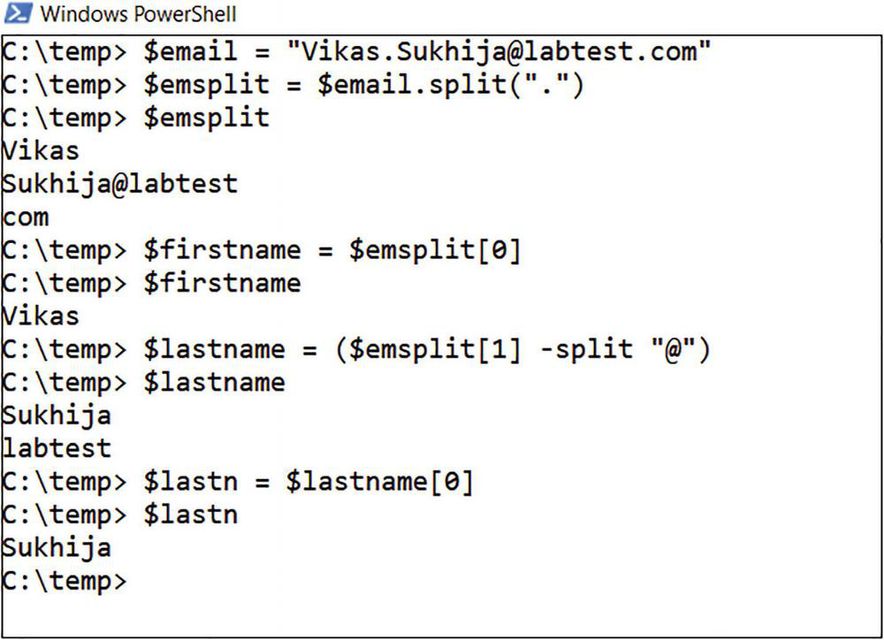 Windows PowerShell
C:\temp> $email = "Vikas.Sukhija@labtest.com"
C:\temp> $emsplit = $email.split(".")
C:\temp> $emsplit
Vikas
Sukhija@labtest
com
C:\temp> $firstname = $emsplit[0]
C:\temp> $firstname
Vikas
C:\temp> $lastname = ($emsplit[1] -split "@")
C:\temp> $lastname
Sukhija
labtest
C:\temp> $lastn = $lastname[0]
C:\temp> $lastn
Sukhija
C:\temp>